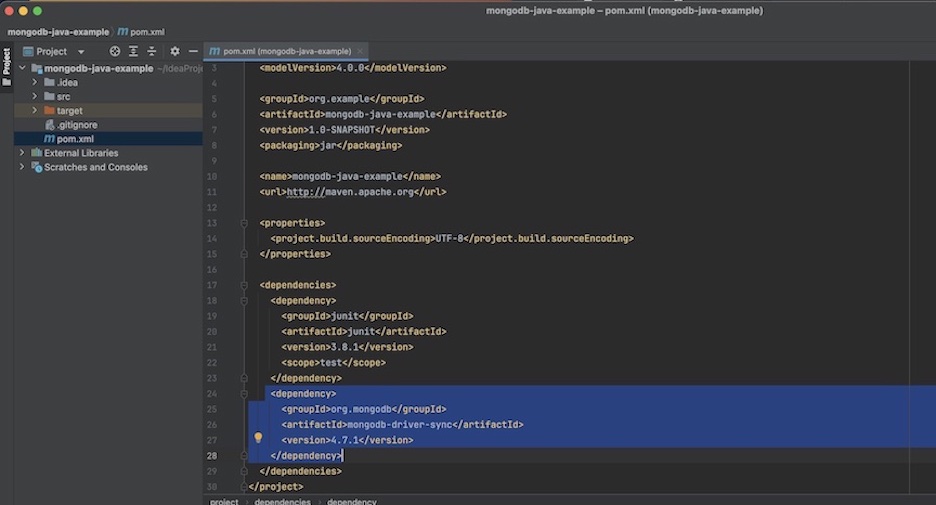 mongodb-java-example – pom.xml (mongodb-java-example)
mongodb-java-example pom.xml
Project
Project
pom.xml (mongodb-java-example)
mongodb-java-example ~/IdeaProje
.idea
src
target
.gitignore
pom.xml
External Libraries
Scratches and Consoles
3 <modelVersion>4.0.0</modelVersion>
4
5 <groupId>org.example</groupId>
6 <artifactId>mongodb-java-example</artifactId>
7 <version>1.0-SNAPSHOT</version>
8 <packaging>jar</packaging>
9
10 <name>mongodb-java-example</name>
11 <url>http://maven.apache.org</url>
12
13 <properties>
14 <project.build.sourceEncoding>UTF-8</project.build.sourceEncoding>
15 </properties>
16
17 <dependencies>
18 <dependency>
19 <groupId>junit</groupId>
20 <artifactId>junit</artifactId>
21 <version>3.8.1</version>
22 <scope>test</scope>
23 </dependency>
24 <dependency>
25 <groupId>org.mongodb</groupId>
26 <artifactId>mongodb-driver-sync</artifactId>
27 <version>4.7.1</version>
28 </dependency>
29 </dependencies>
30 </project>
project › dependencies › dependency